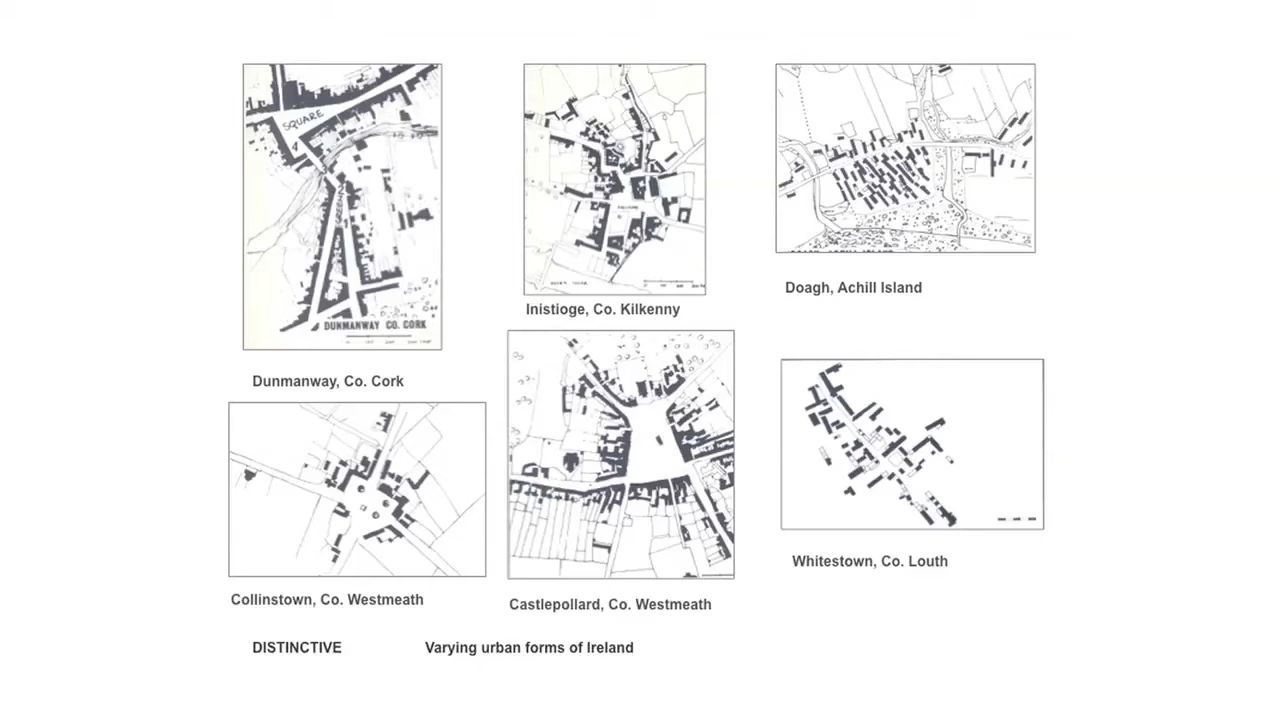 SQUARE
DUNMANWAY CO. CORK
Dunmanway, Co. Cork
Inistioge, Co. Kilkenny
Doagh, Achill Island
Collinstown, Co. Westmeath
Castlepollard, Co. Westmeath
Whitestown, Co. Louth
DISTINCTIVE
Varying urban forms of Ireland